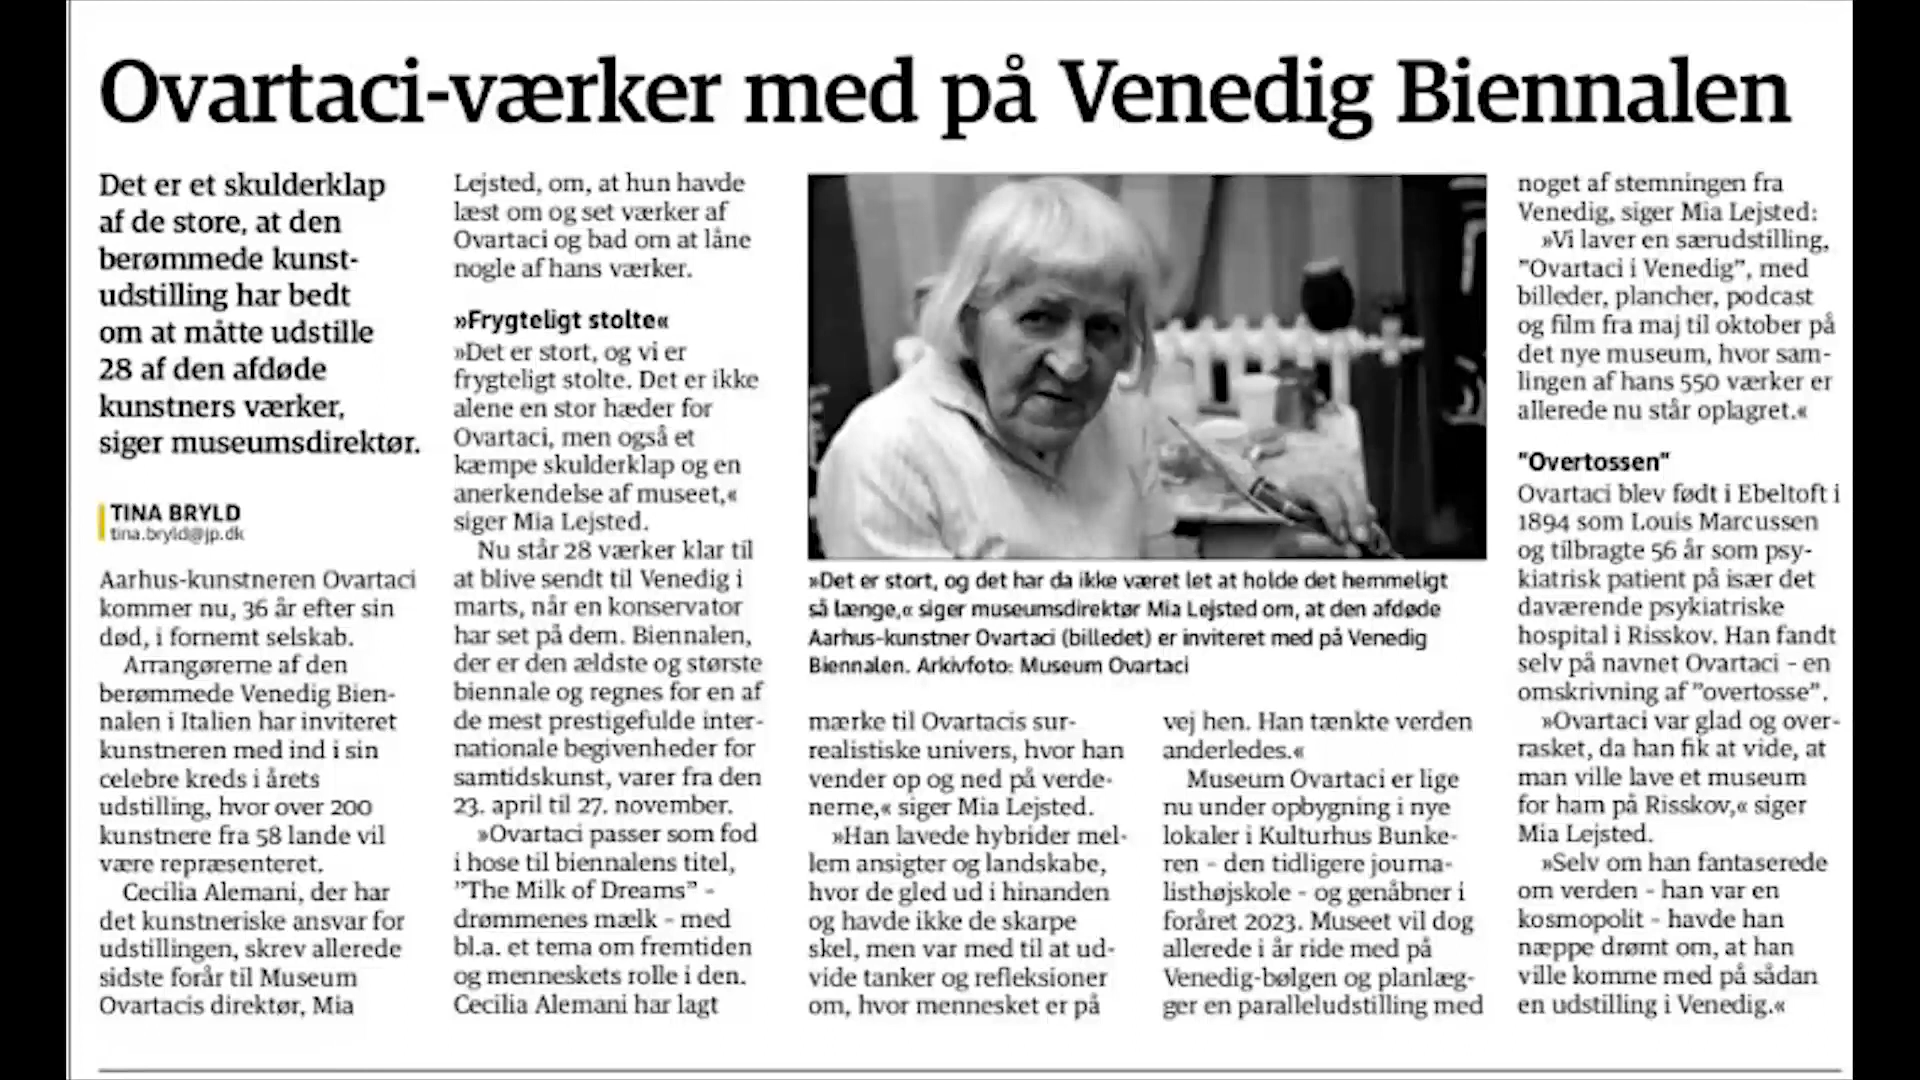 Ovartaci-værker med på Venedig Biennalen
Det er et skulderklap
af de store, at den
berømmede kunst-
udstilling har bedt
om at måtte udstille
28 af den afdøde
kunstners værker,
siger museumsdirektør.
TINA BRYLD
tina.bryld@jp.dk
Aarhus-kunstneren Ovartaci
kommer nu, 36 år efter sin
død, i fornemt selskab.
Arrangørerne af den
berømmede Venedig Bien-
nalen i Italien har inviteret
kunstneren med ind i sin
celebre kreds i årets
udstilling, hvor over 200
kunstnere fra 58 lande vil
være repræsenteret.
Cecilia Alemani, der har
det kunstneriske ansvar for
udstillingen, skrev allerede
sidste forår til Museum
Ovartacis direktør, Mia
Lejsted, om, at hun havde
læst om og set værker af
Ovartaci og bad om at låne
nogle af hans værker.
»Frygteligt stolte«
»Det er stort, og vi er
frygteligt stolte. Det er ikke
alene en stor hæder for
Ovartaci, men også et
kæmpe skulderklap og en
anerkendelse af museet,«
siger Mia Lejsted.
Nu står 28 værker klar til
at blive sendt til Venedig i
marts, når en konservator
har set på dem. Biennalen,
der er den ældste og største
biennale og regnes for en af
de mest prestigefulde inter-
nationale begivenheder for
samtidskunst, varer fra den
23. april til 27. november.
»Ovartaci passer som fod
i hose til biennalens titel,
"The Milk of Dreams" -
drømmenes mælk - med
bl.a. et tema om fremtiden
og menneskets rolle i den.
Cecilia Alemani har lagt
»Det er stort, og det har da ikke været let at holde det hemmeligt
så længe,« siger museumsdirektør Mia Lejsted om, at den afdøde
Aarhus-kunstner Ovartaci (billedet) er inviteret med på Venedig
Biennalen. Arkivfoto: Museum Ovartaci
mærke til Ovartacis sur-
realistiske univers, hvor han
vender op og ned på verde-
nerne,« siger Mia Lejsted.
»Han lavede hybrider mel-
lem ansigter og landskabe,
hvor de gled ud i hinanden
og havde ikke de skarpe
skel, men var med til at ud-
vide tanker og refleksioner
om, hvor mennesket er på
vej hen. Han tænkte verden
anderledes.«
Museum Ovartaci er lige
nu under opbygning i nye
lokaler i Kulturhus Bunke-
ren - den tidligere journa-
listhøjskole - og genåbner i
foråret 2023. Museet vil dog
allerede i år ride med på
Venedig-bølgen og planlæg-
ger en paralleludstilling med
noget af stemningen fra
Venedig, siger Mia Lejsted:
»Vi laver en særudstilling,
"Ovartaci i Venedig", med
billeder, plancher, podcast
og film fra maj til oktober på
det nye museum, hvor sam-
lingen af hans 550 værker er
allerede nu står oplagret.«
"Overtossen"
Ovartaci blev født i Ebeltoft i
1894 som Louis Marcussen
og tilbragte 56 år som psy-
kiatrisk patient på især det
daværende psykiatriske
hospital i Risskov. Han fandt
selv på navnet Ovartaci - en
omskrivning af "overtosse".
»Ovartaci var glad og over-
rasket, da han fik at vide, at
man ville lave et museum
for ham på Risskov,« siger
Mia Lejsted.
»Selv om han fantaserede
om verden - han var en
kosmopolit - havde han
næppe drømt om, at han
ville komme med på sådan
en udstilling i Venedig.«